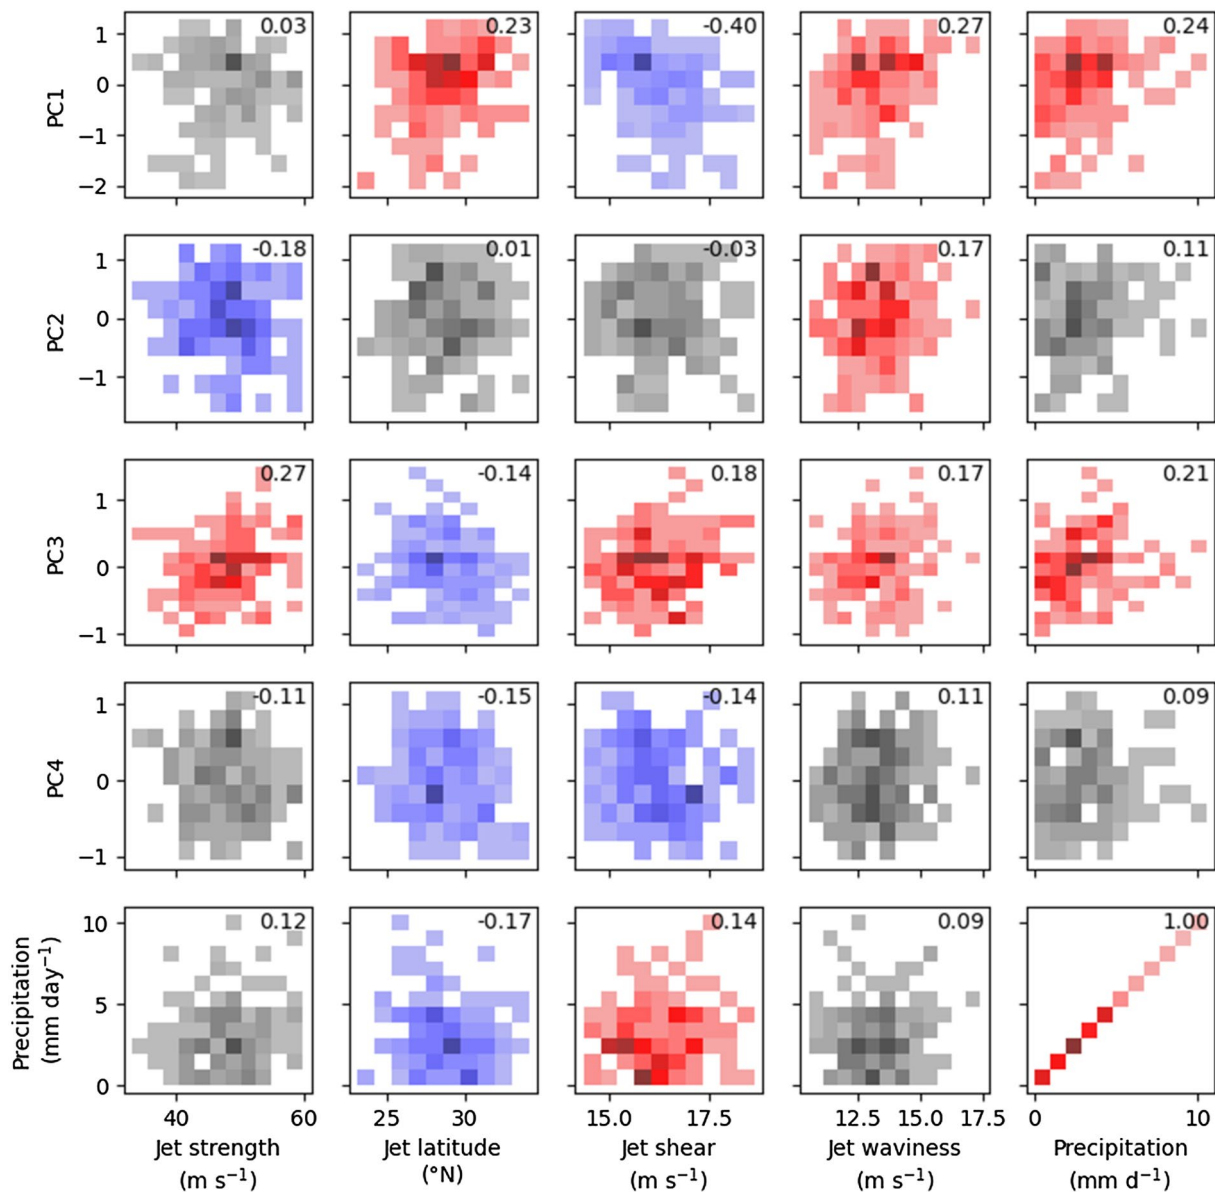 0.03 0.23 -0.40 0.27 0.24
1
0
−1
−2
PC1
-0.18 0.01 -0.03 0.17 0.11
1
0
−1
PC2
0.27 -0.14 0.18 0.17 0.21
1
0
−1
PC3
-0.11 -0.15 -0.14 0.11 0.09
1
0
−1
PC4
0.12 -0.17 0.14 0.09 1.00
10
5
0
Precipitation
(mm day⁻¹)
40 60 25 30 15.0 17.5 12.5 15.0 17.5 0 10
Jet strength Jet latitude Jet shear Jet waviness Precipitation
(m s⁻¹) (°N) (m s⁻¹) (m s⁻¹) (mm d⁻¹)